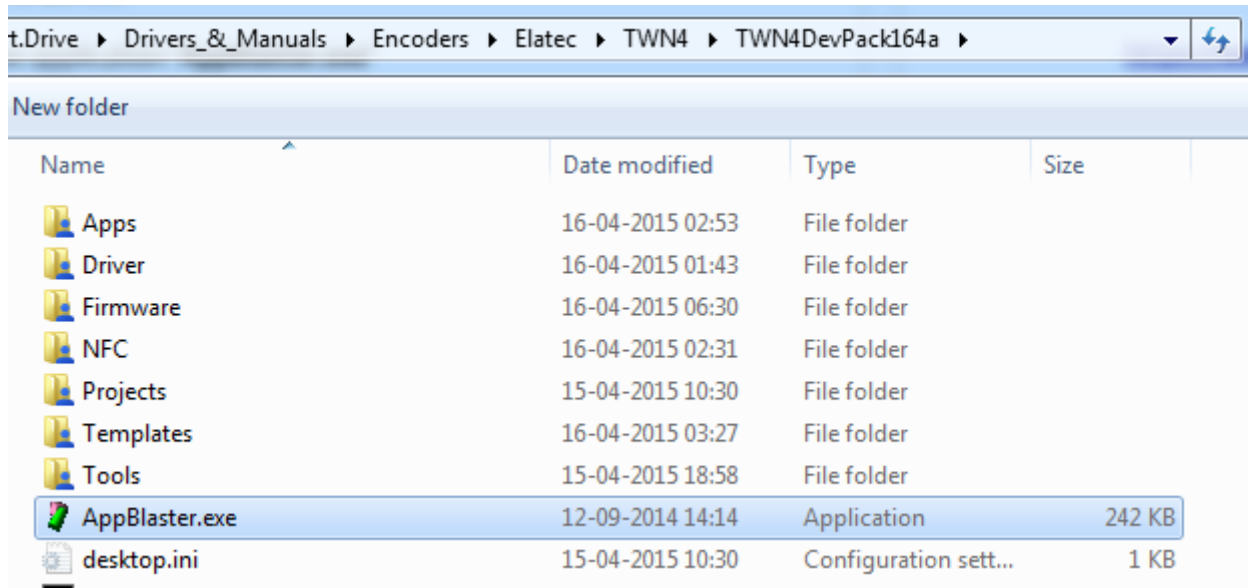 t.Drive ▸ Drivers_&_Manuals ▸ Encoders ▸ Elatec ▸ TWN4 ▸ TWN4DevPack164a ▸
New folder
Name Date modified Type Size
Apps 16-04-2015 02:53 File folder
Driver 16-04-2015 01:43 File folder
Firmware 16-04-2015 06:30 File folder
NFC 16-04-2015 02:31 File folder
Projects 15-04-2015 10:30 File folder
Templates 16-04-2015 03:27 File folder
Tools 15-04-2015 18:58 File folder
AppBlaster.exe 12-09-2014 14:14 Application 242 KB
desktop.ini 15-04-2015 10:30 Configuration sett... 1 KB